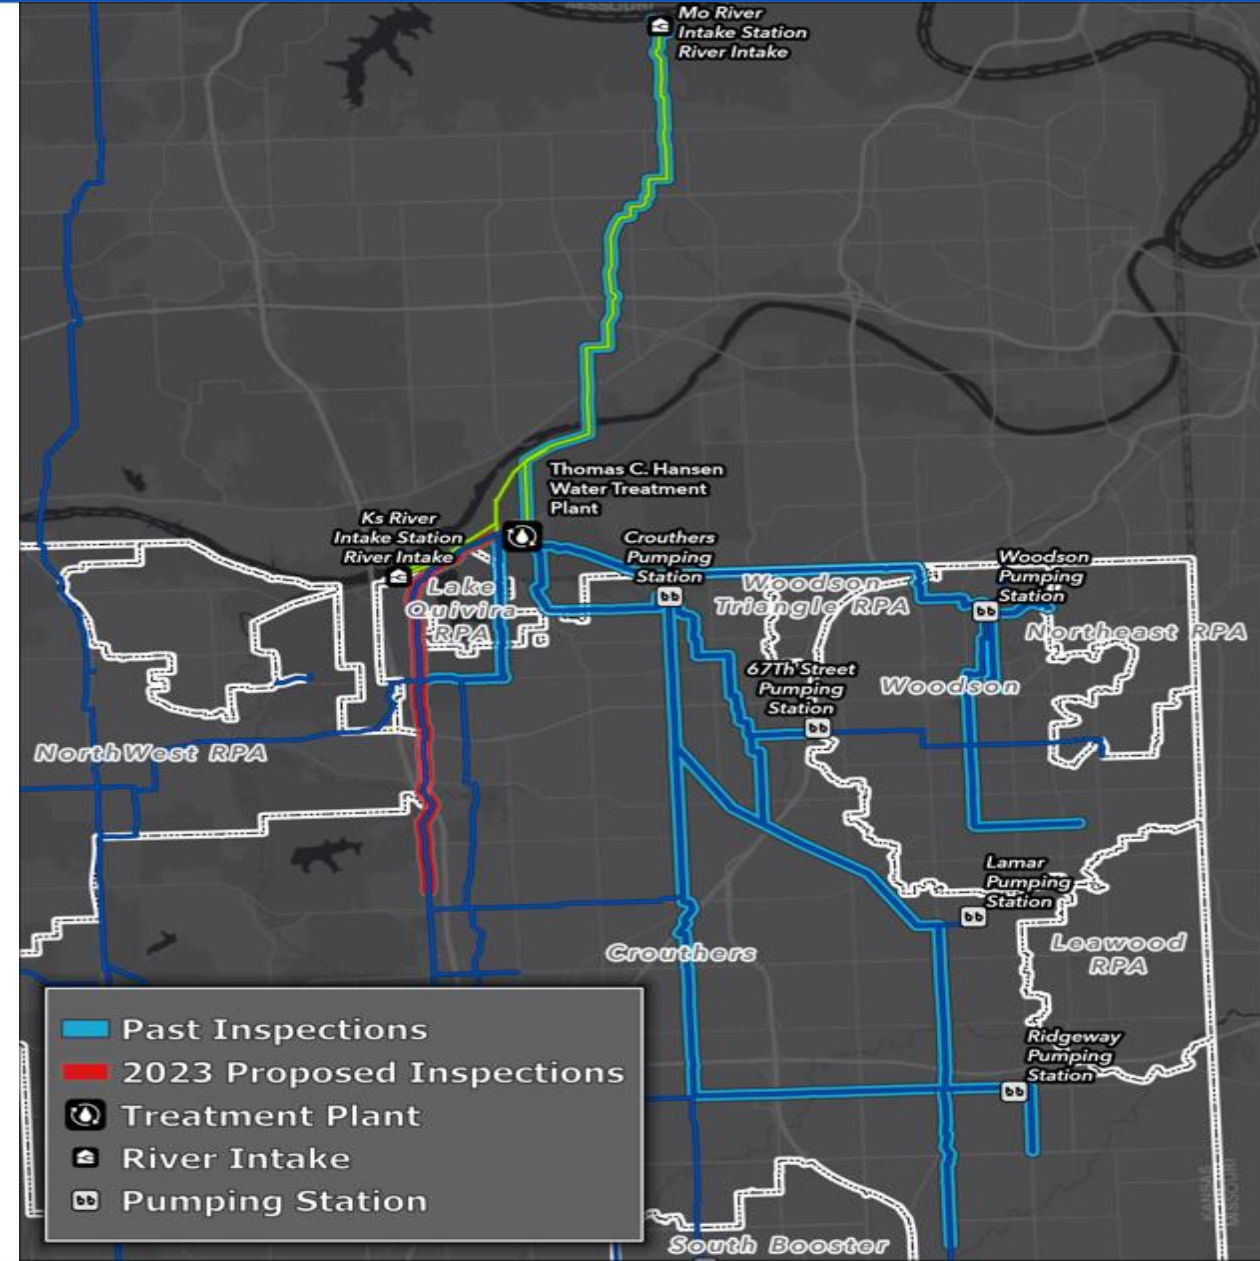 MISSOURI
Mo River
Intake Station
River Intake
Thomas C. Hansen
Water Treatment
Plant
Ks River
Intake Station
River Intake
Crouthers
Pumping
Station
Woodson
Pumping
Station
Lake
Quivira
RPA
Woodson
Triangle RPA
Northeast RPA
67Th Street
Pumping
Station
Woodson
NorthWest RPA
Lamar
Pumping
Station
Crouthers
Leawood
RPA
Ridgeway
Pumping
Station
Past Inspections
2023 Proposed Inspections
Treatment Plant
River Intake
Pumping Station
KANSAS
MISSOURI
South Booster